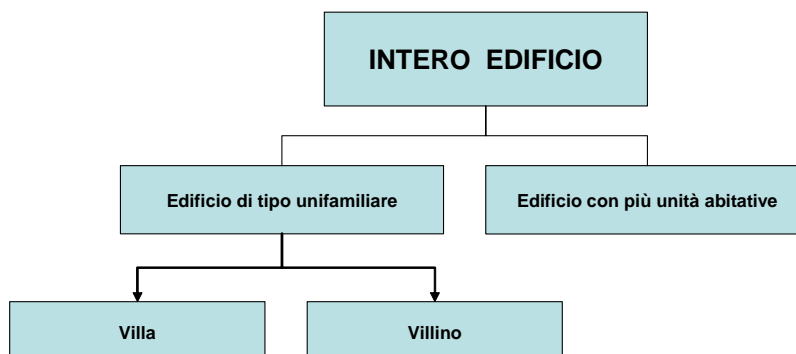 INTERO EDIFICIO
Edificio di tipo unifamiliare
Edificio con più unità abitative
Villa
Villino